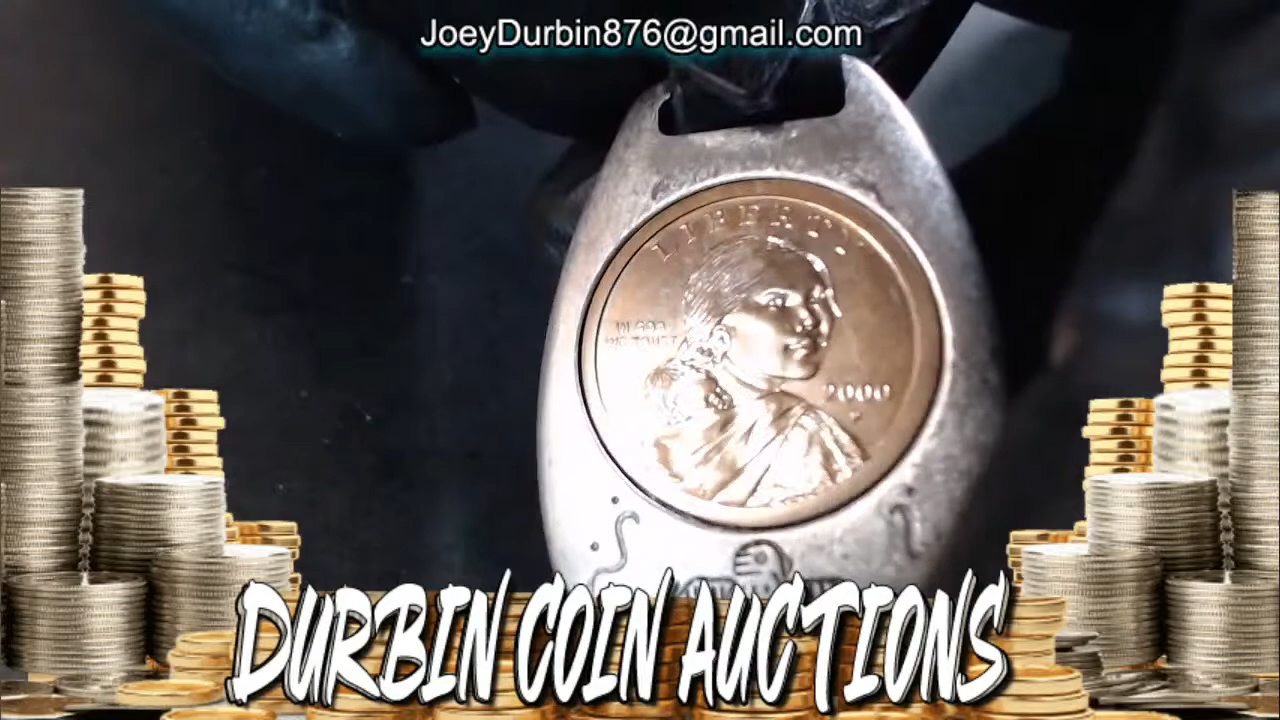 JoeyDurbin876@gmail.com
LIBERTY
IN GOD
WE TRUST
2000
P
DURBIN COIN AUCTIONS